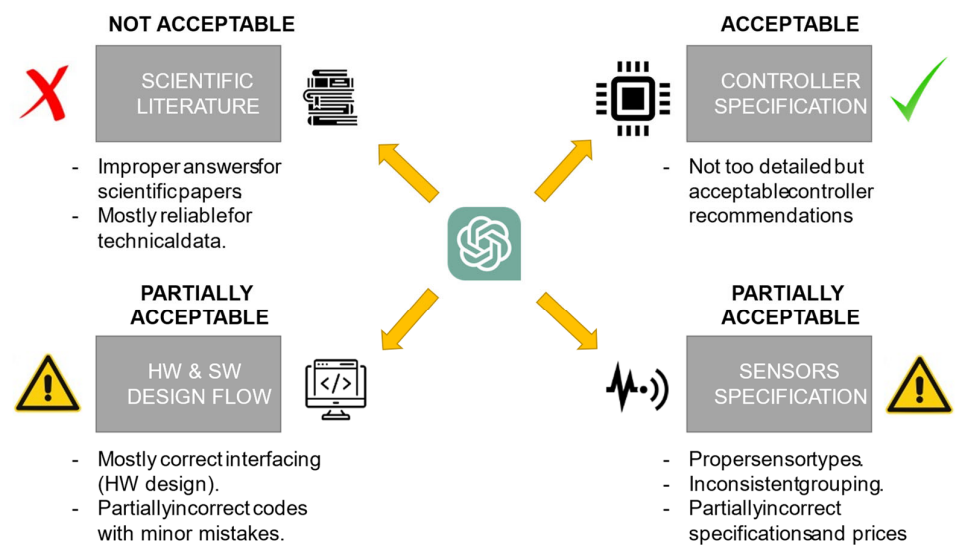 NOT ACCEPTABLE
SCIENTIFIC
LITERATURE
- Improper answersfor
scientificpapers.
- Mostly reliablefor
technicaldata.
ACCEPTABLE
CONTROLLER
SPECIFICATION
- Not too detailed but
acceptablecontroller
recommendations
PARTIALLY
ACCEPTABLE
HW & SW
DESIGN FLOW
</>
- Mostly correct interfacing
(HW design).
- Partiallyincorrect codes
with minor mistakes.
PARTIALLY
ACCEPTABLE
SENSORS
SPECIFICATION
- Propersensortypes.
- Inconsistentgrouping.
- Partiallyincorrect
specificationsand prices